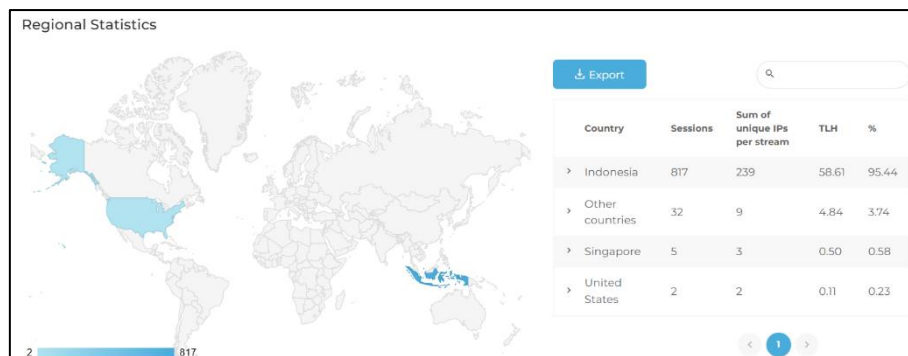 Regional Statistics
Export
Country Sessions Sum of unique IPs per stream TLH %
Indonesia 817 239 58.61 95.44
Other countries 32 9 4.84 3.74
Singapore 5 3 0.50 0.58
United States 2 2 0.11 0.23
2 817
1